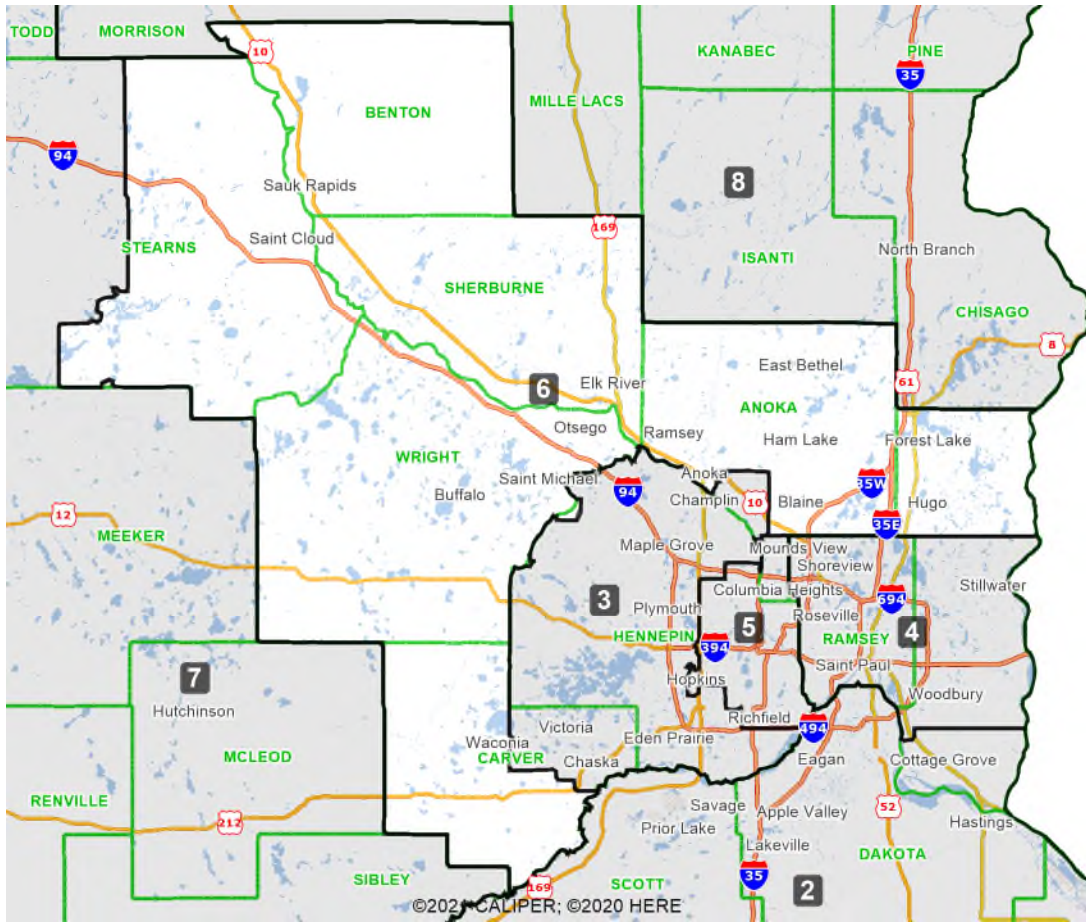 TODD
MORRISON
10
KANABEC
PINE
35
BENTON
MILLE LACS
94
Sauk Rapids
8
169
Saint Cloud
STEARNS
North Branch
ISANTI
SHERBURNE
CHISAGO
8
East Bethel
61
Elk River
6
ANOKA
Otsego
Ramsey
Ham Lake
Forest Lake
WRIGHT
Saint Michael
Anoka
35W
94
Buffalo
Champlin
10
Blaine
Hugo
12
35E
MEEKER
Maple Grove
Mounds View
Shoreview
Stillwater
Columbia Heights
694
3
Plymouth
Roseville
5
HENNEPIN
RAMSEY
4
394
Saint Paul
7
Hopkins
Woodbury
Hutchinson
Victoria
Richfield
494
Waconia
Eden Prairie
MCLEOD
CARVER
Chaska
Eagan
Cottage Grove
RENVILLE
Savage
Apple Valley
52
212
Prior Lake
Hastings
Lakeville
DAKOTA
SIBLEY
35
SCOTT
169
2
©2021 CALIPER; ©2020 HERE